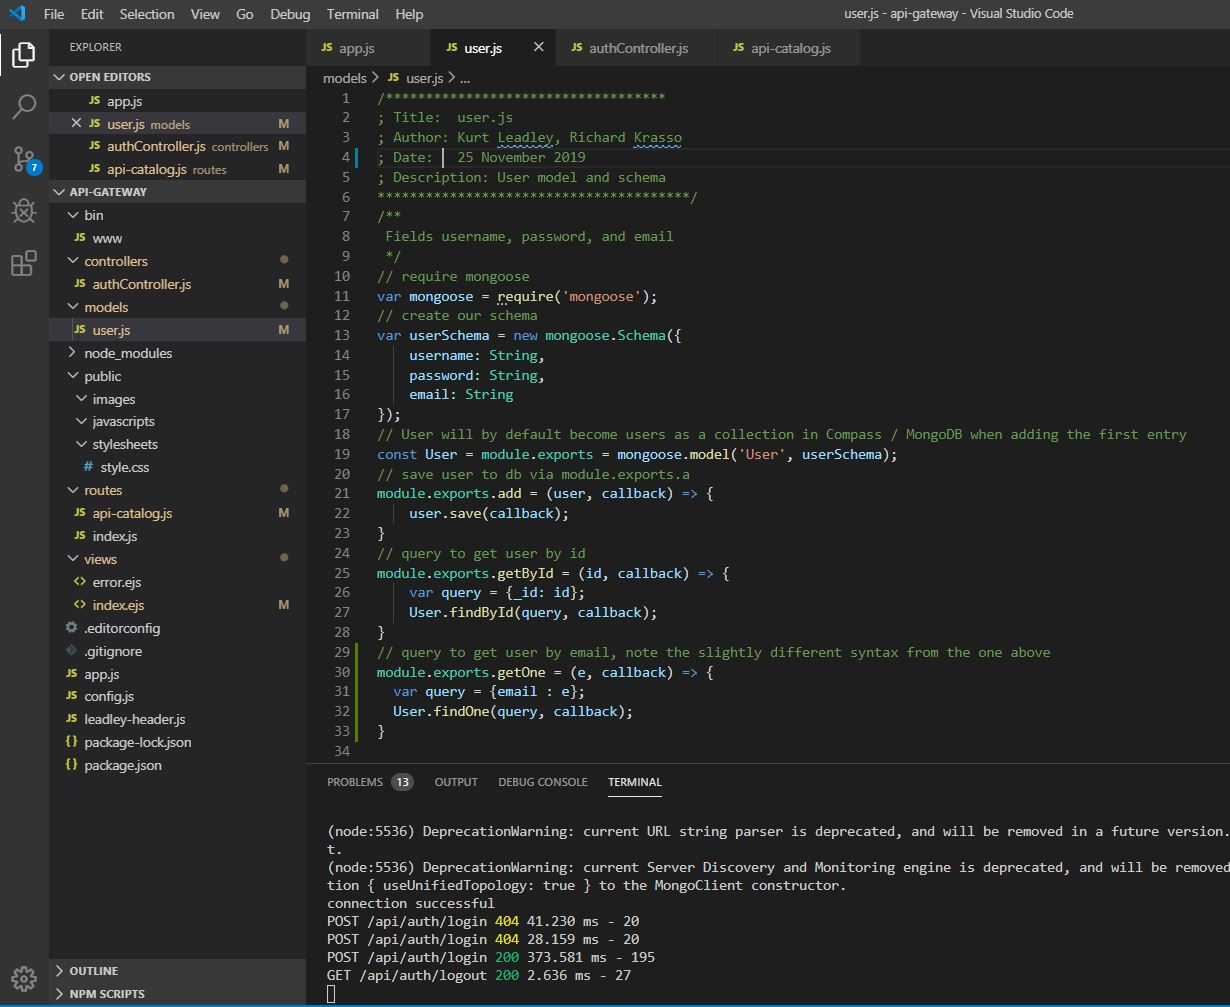 File Edit Selection View Go Debug Terminal Help
user.js - api-gateway - Visual Studio Code
EXPLORER
OPEN EDITORS
JS app.js
JS user.js models M
JS authController.js controllers M
JS api-catalog.js routes M
API-GATEWAY
bin
JS www
controllers
JS authController.js M
models
JS user.js M
node_modules
public
images
javascripts
stylesheets
# style.css
routes
JS api-catalog.js M
JS index.js
views
<> error.ejs
<> index.ejs M
.editorconfig
.gitignore
JS app.js
JS config.js
JS leadley-header.js
{} package-lock.json
{} package.json
OUTLINE
NPM SCRIPTS
7
JS app.js JS user.js × JS authController.js JS api-catalog.js
models > JS user.js > ...
1 /***********************************
2 ; Title:  user.js
3 ; Author: Kurt Leadley, Richard Krasso
4 ; Date:   25 November 2019
5 ; Description: User model and schema
6 ***************************************/
7 /**
8  Fields username, password, and email
9  */
10 // require mongoose
11 var mongoose = require('mongoose');
12 // create our schema
13 var userSchema = new mongoose.Schema({
14     username: String,
15     password: String,
16     email: String
17 });
18 // User will by default become users as a collection in Compass / MongoDB when adding the first entry
19 const User = module.exports = mongoose.model('User', userSchema);
20 // save user to db via module.exports.a
21 module.exports.add = (user, callback) => {
22     user.save(callback);
23 }
24 // query to get user by id
25 module.exports.getById = (id, callback) => {
26     var query = {_id: id};
27     User.findById(query, callback);
28 }
29 // query to get user by email, note the slightly different syntax from the one above
30 module.exports.getOne = (e, callback) => {
31   var query = {email : e};
32   User.findOne(query, callback);
33 }
34
PROBLEMS 13 OUTPUT DEBUG CONSOLE TERMINAL
(node:5536) DeprecationWarning: current URL string parser is deprecated, and will be removed in a future version.
t.
(node:5536) DeprecationWarning: current Server Discovery and Monitoring engine is deprecated, and will be removed
tion { useUnifiedTopology: true } to the MongoClient constructor.
connection successful
POST /api/auth/login 404 41.230 ms - 20
POST /api/auth/login 404 28.159 ms - 20
POST /api/auth/login 200 373.581 ms - 195
GET /api/auth/logout 200 2.636 ms - 27